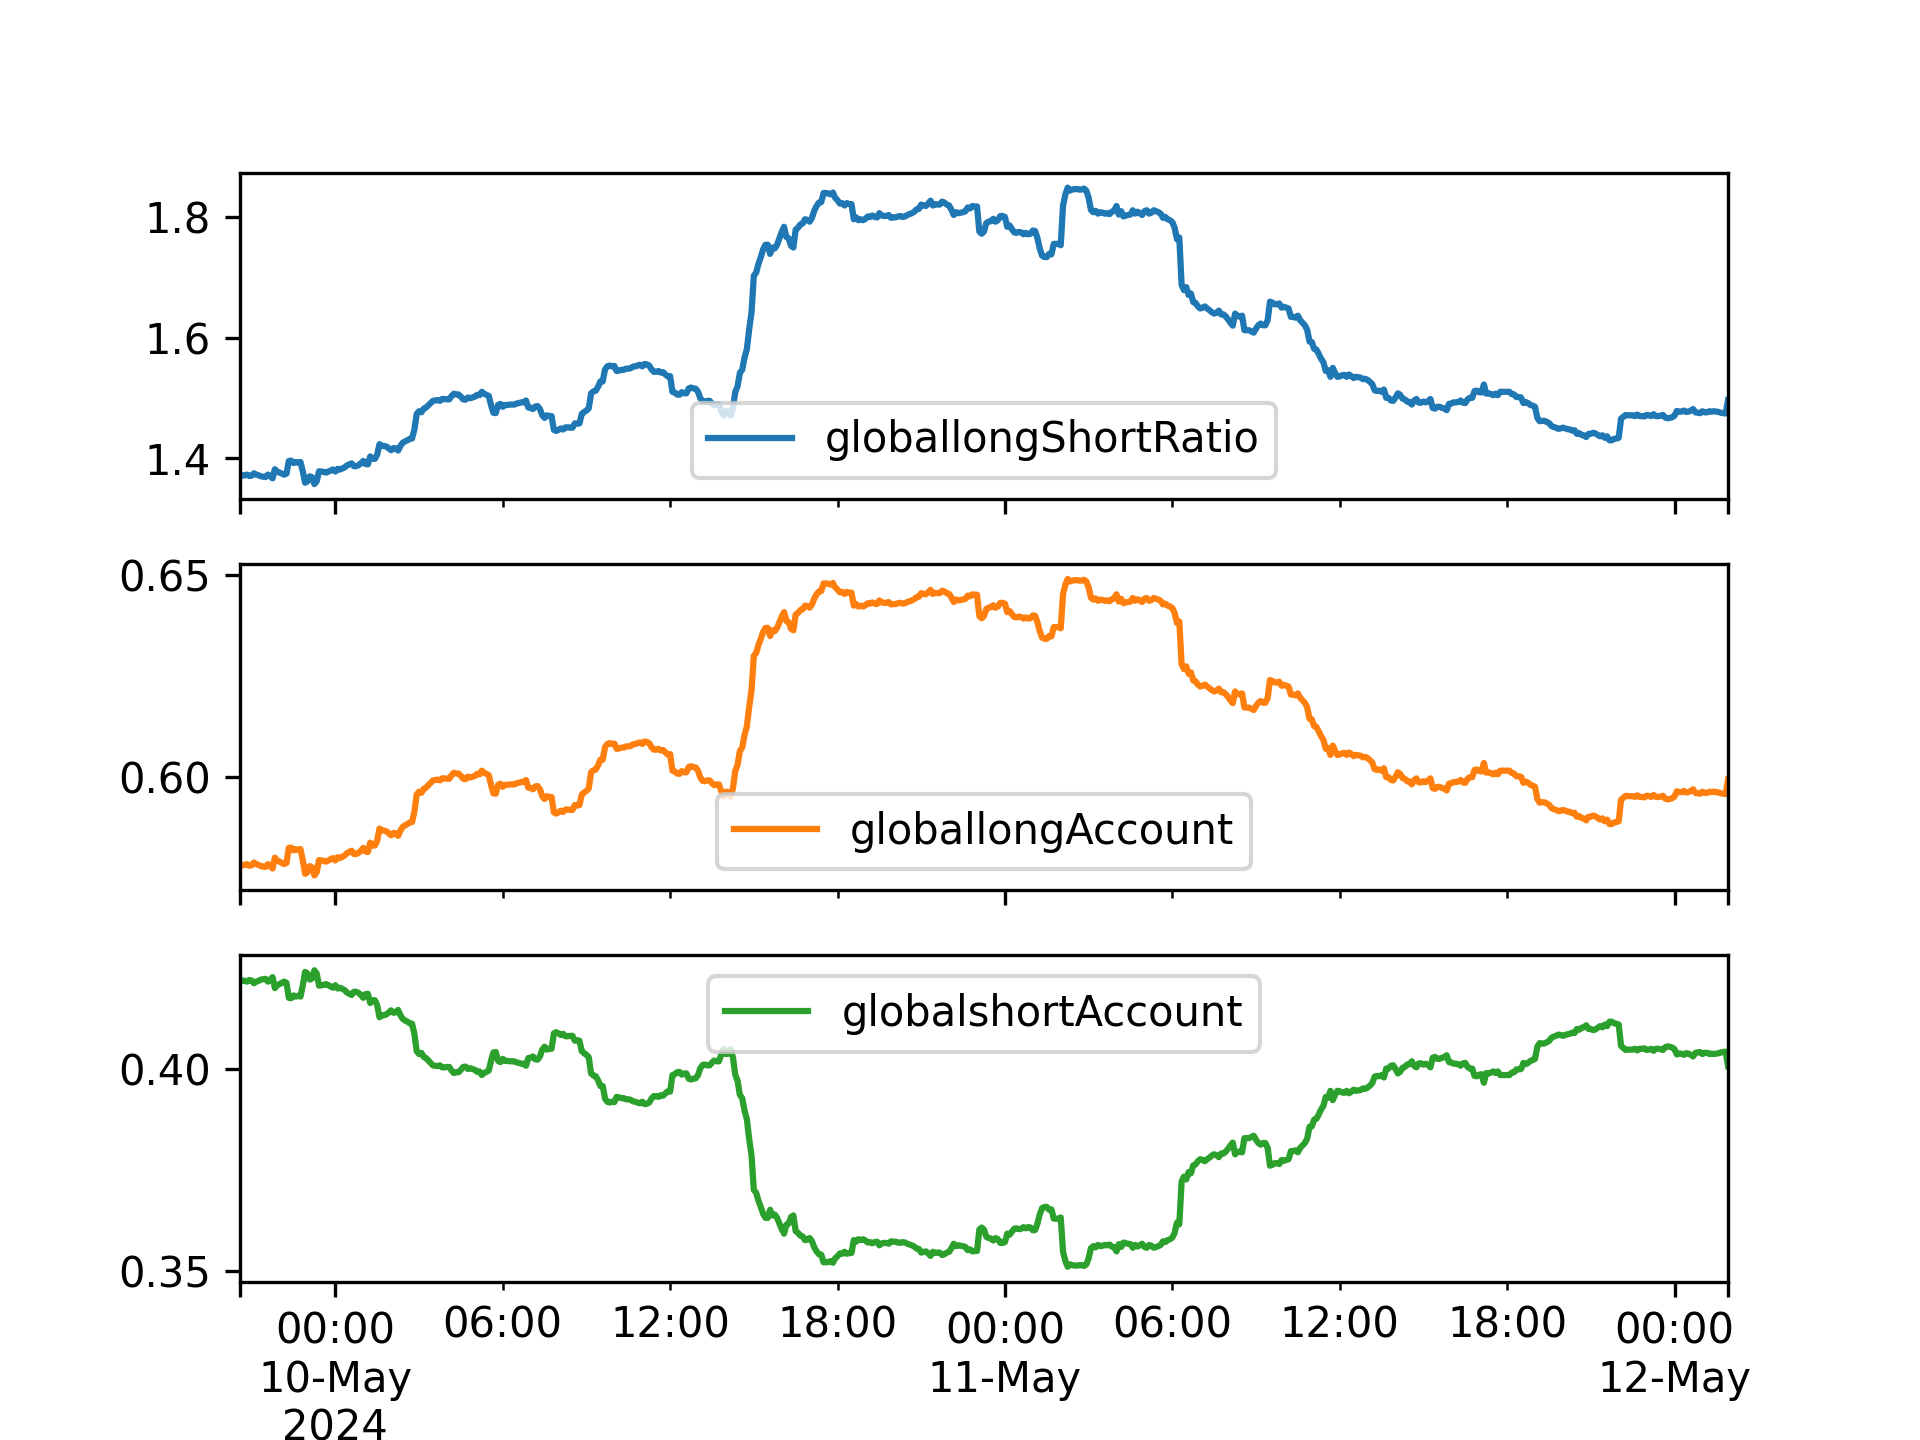 1.8
1.6
1.4
globallongShortRatio
0.65
0.60
globallongAccount
0.40
0.35
globalshortAccount
00:00 06:00 12:00 18:00 00:00 06:00 12:00 18:00 00:00
10-May 11-May 12-May
2024